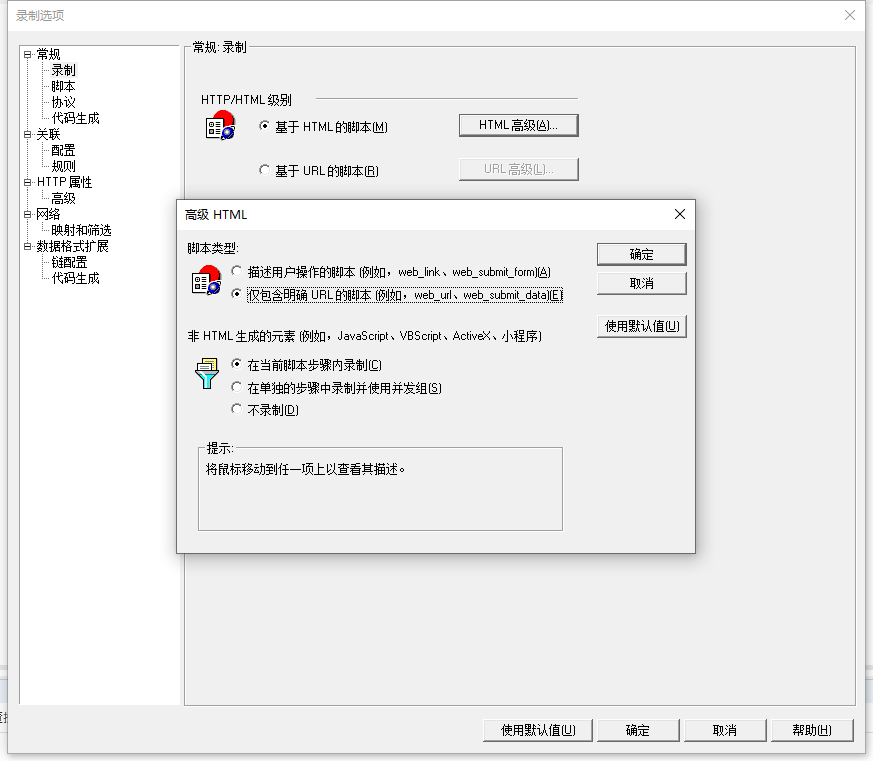 录制选项
常规
录制
脚本
协议
代码生成
关联
配置
规则
HTTP 属性
高级
网络
映射和筛选
数据格式扩展
链配置
代码生成
常规: 录制
HTTP/HTML 级别
基于 HTML 的脚本(M)
HTML 高级(A)...
基于 URL 的脚本(R)
URL 高级(L)...
高级 HTML
脚本类型:
描述用户操作的脚本 (例如，web_link、web_submit_form)(A)
仅包含明确 URL 的脚本 (例如，web_url、web_submit_data)(E)
确定
取消
使用默认值(U)
非 HTML 生成的元素 (例如，JavaScript、VBScript、ActiveX、小程序)
在当前脚本步骤内录制(C)
在单独的步骤中录制并使用并发组(S)
不录制(D)
提示:
将鼠标移动到任一项上以查看其描述。
使用默认值(U)
确定
取消
帮助(H)